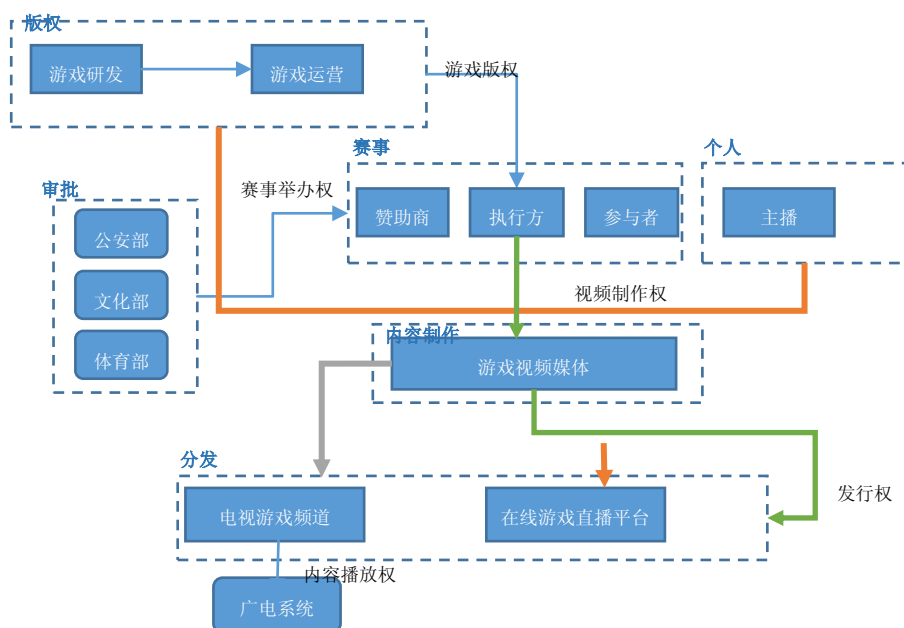 版权
游戏研发
游戏运营
游戏版权
赛事
个人
审批
赛事举办权
赞助商
执行方
参与者
主播
公安部
文化部
体育部
视频制作权
内容制作
游戏视频媒体
分发
发行权
电视游戏频道
在线游戏直播平台
内容播放权
广电系统